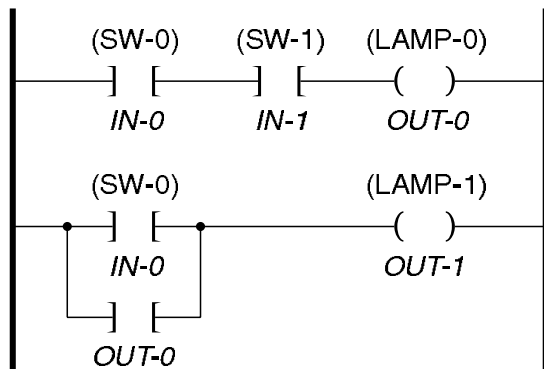 (SW-0) (SW-1) (LAMP-0)
IN-0 IN-1 OUT-0
(SW-0) (LAMP-1)
IN-0 OUT-1
OUT-0